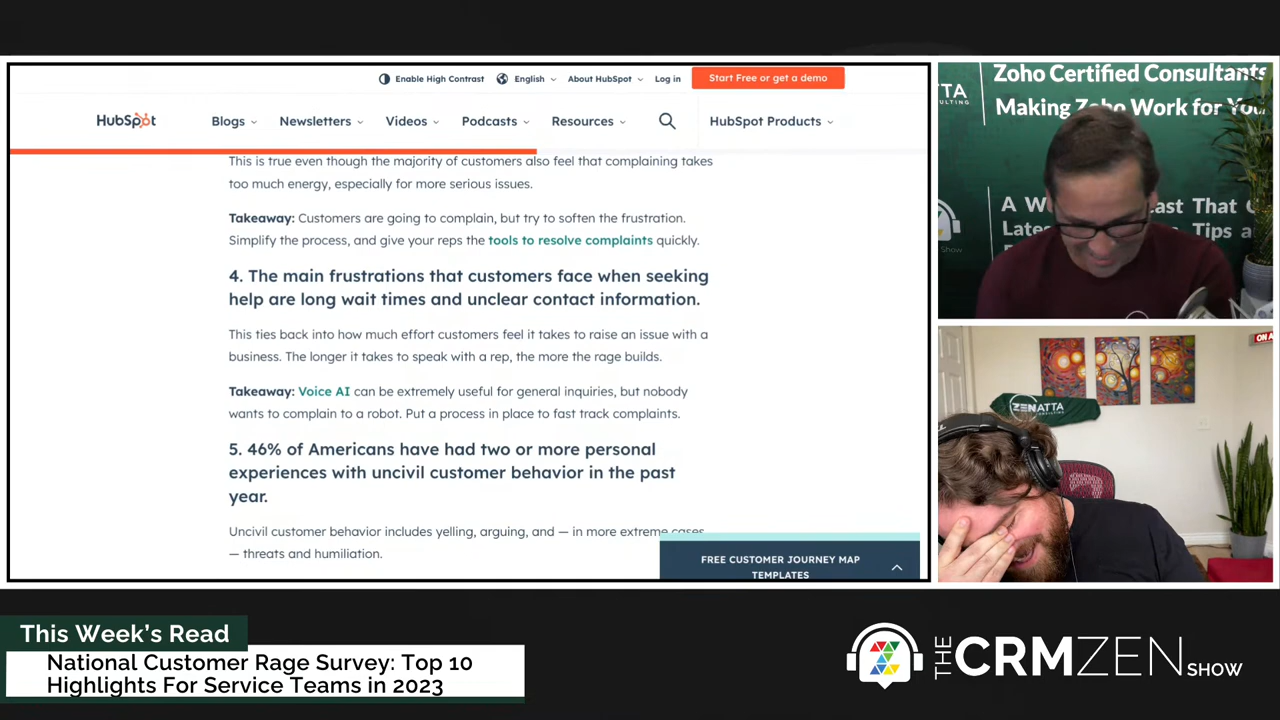 Enable High Contrast English About HubSpot Log in Start Free or get a demo
HubSpot Blogs Newsletters Videos Podcasts Resources HubSpot Products
This is true even though the majority of customers also feel that complaining takes
too much energy, especially for more serious issues.
Takeaway: Customers are going to complain, but try to soften the frustration.
Simplify the process, and give your reps the tools to resolve complaints quickly.
4. The main frustrations that customers face when seeking
help are long wait times and unclear contact information.
This ties back into how much effort customers feel it takes to raise an issue with a
business. The longer it takes to speak with a rep, the more the rage builds.
Takeaway: Voice AI can be extremely useful for general inquiries, but nobody
wants to complain to a robot. Put a process in place to fast track complaints.
5. 46% of Americans have had two or more personal
experiences with uncivil customer behavior in the past
year.
Uncivil customer behavior includes yelling, arguing, and — in more extreme cases
— threats and humiliation.
FREE CUSTOMER JOURNEY MAP
TEMPLATES
Zoho Certified Consultants
Making Zoho Work for You
TTA
ULTING
A W cast That
Late Tips a
Show
ON A
ZENATTA
CONSULTING
This Week's Read
National Customer Rage Survey: Top 10
Highlights For Service Teams in 2023
THE CRMZEN SHOW